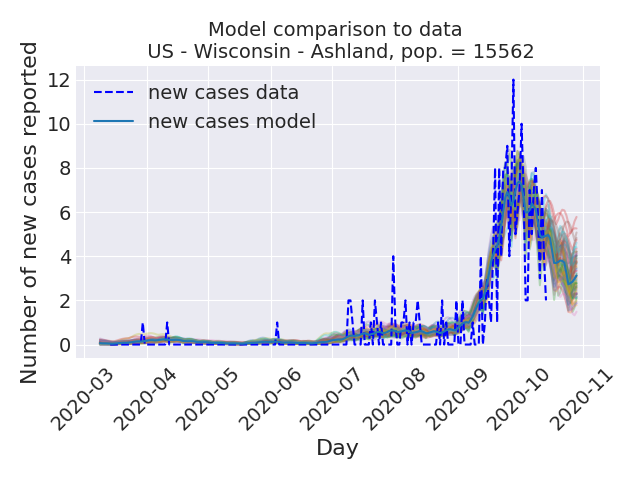 Model comparison to data
US - Wisconsin - Ashland, pop. = 15562
Number of new cases reported
12
10
8
6
4
2
0
new cases data
new cases model
2020-03
2020-04
2020-05
2020-06
2020-07
2020-08
2020-09
2020-10
2020-11
Day